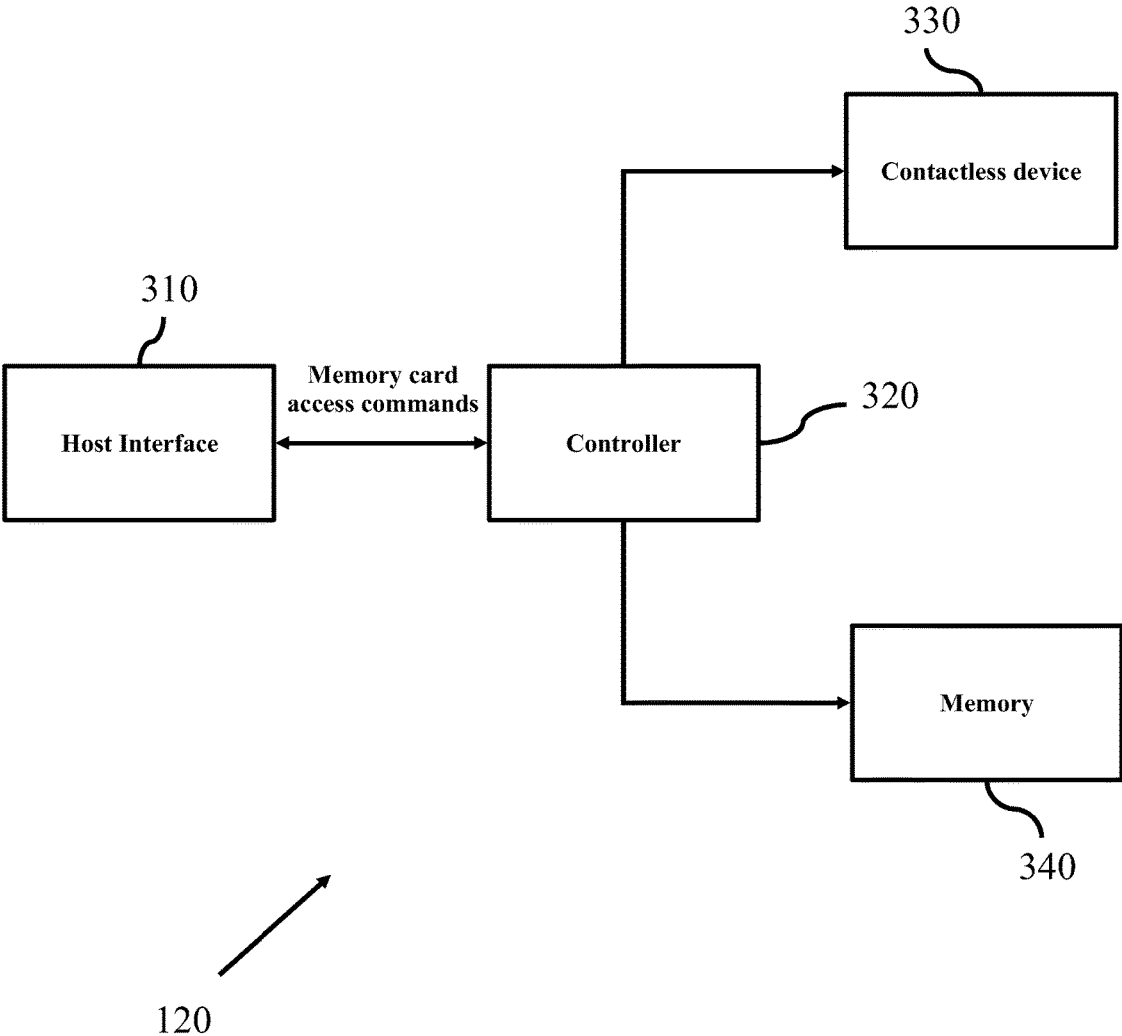 330
Contactless device
310
Memory card
access commands
320
Host Interface
Controller
Memory
340
120